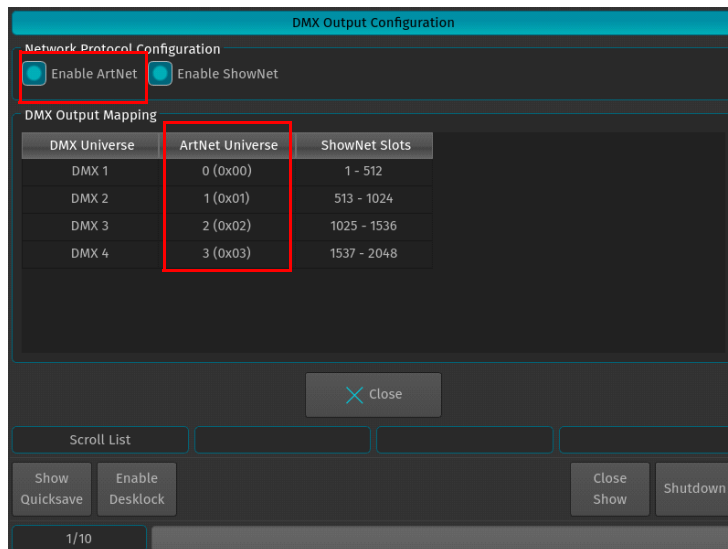 DMX Output Configuration
Network Protocol Configuration
Enable ArtNet Enable ShowNet
DMX Output Mapping
DMX Universe ArtNet Universe ShowNet Slots
DMX 1 0 (0x00) 1 - 512
DMX 2 1 (0x01) 513 - 1024
DMX 3 2 (0x02) 1025 - 1536
DMX 4 3 (0x03) 1537 - 2048
Close
Scroll List
Show Quicksave Enable Desklock Close Show Shutdown
1/10